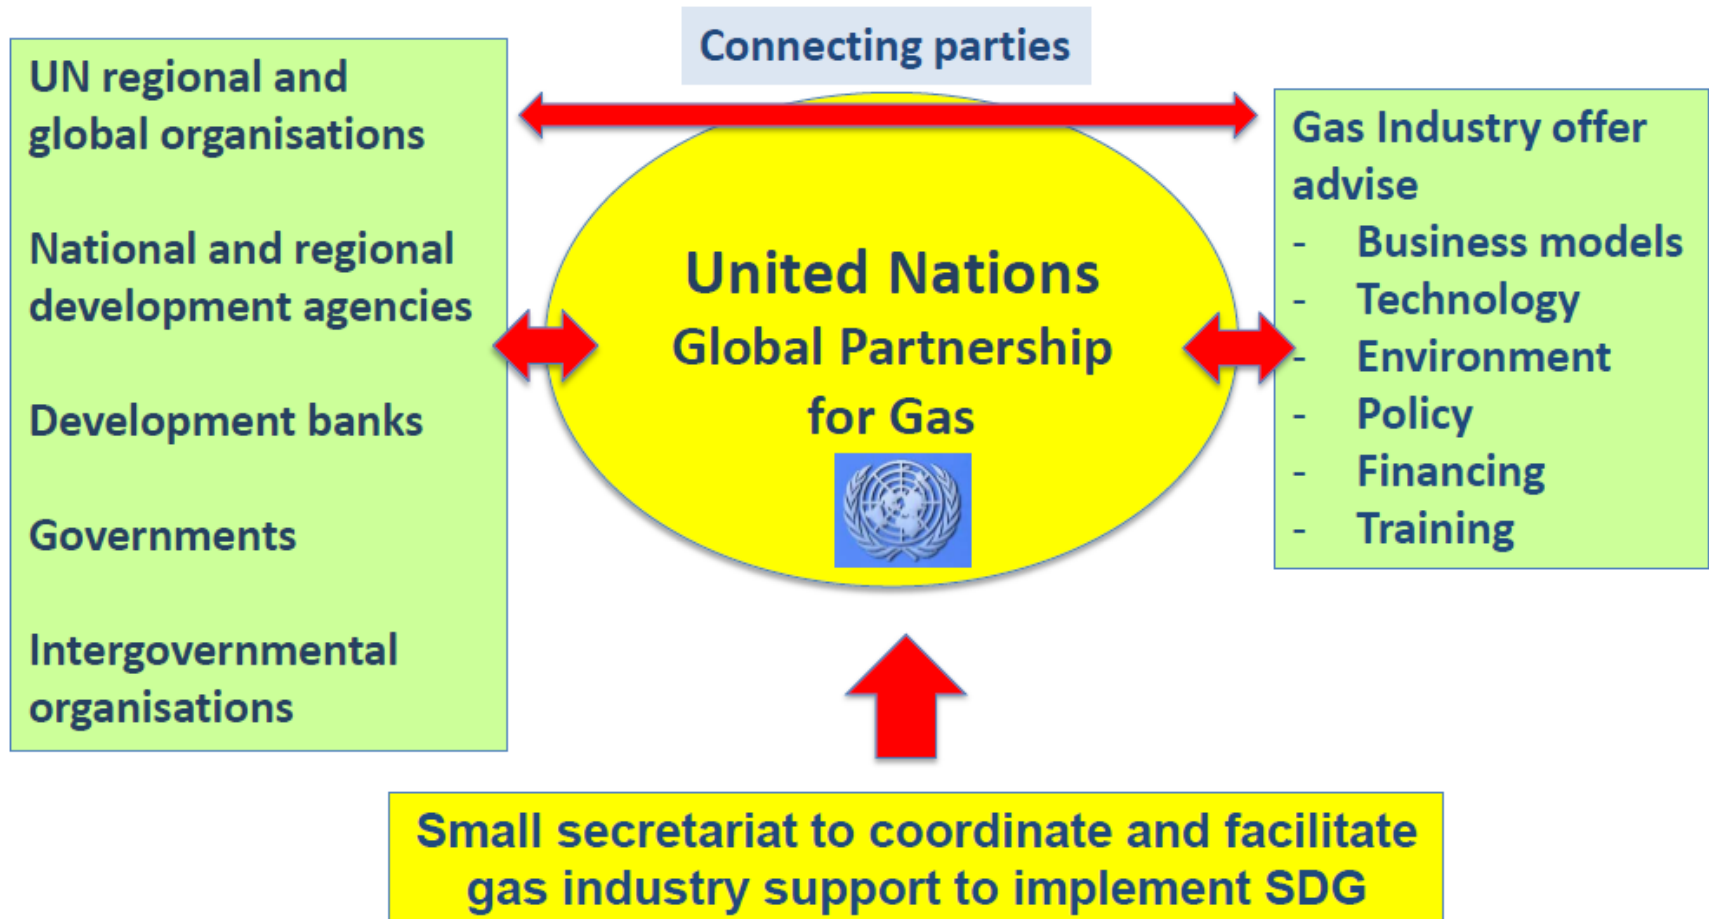 Connecting parties
UN regional and
global organisations
National and regional
development agencies
Development banks
Governments
Intergovernmental
organisations
United Nations
Global Partnership
for Gas
Gas Industry offer
advise
- Business models
- Technology
- Environment
- Policy
- Financing
- Training
Small secretariat to coordinate and facilitate
gas industry support to implement SDG